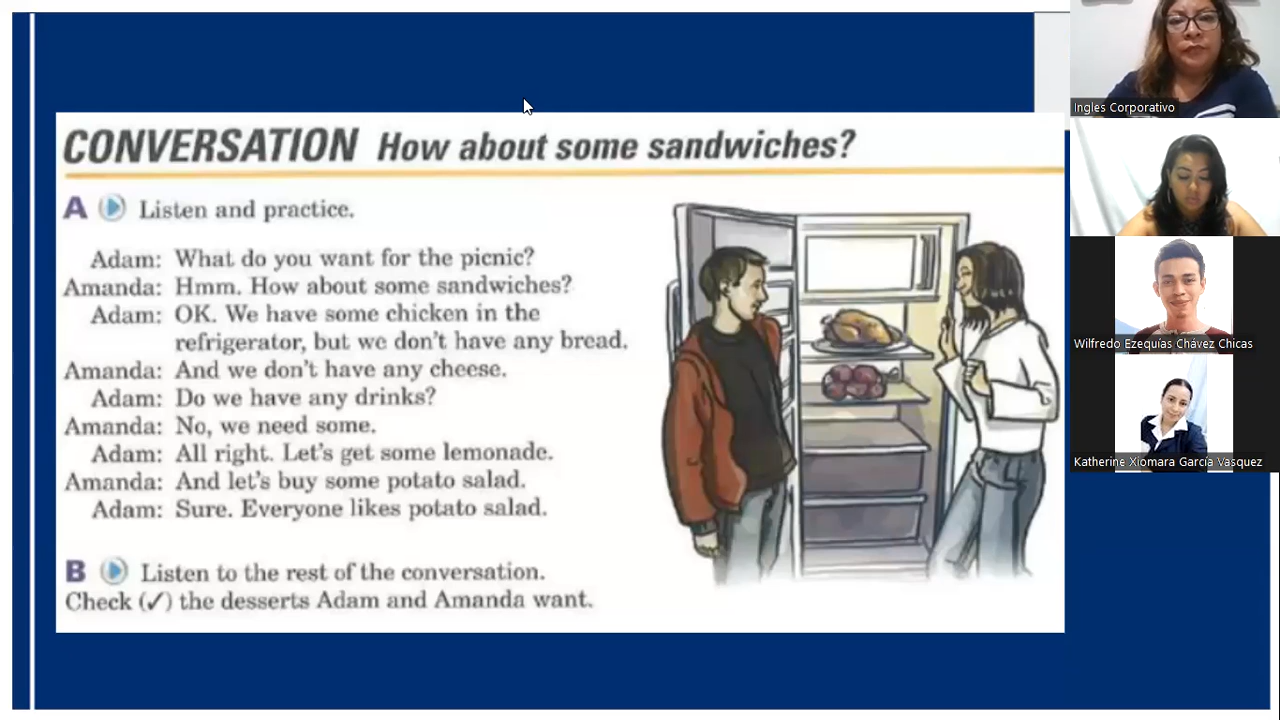 CONVERSATION How about some sandwiches?
A Listen and practice.
Adam: What do you want for the picnic?
Amanda: Hmm. How about some sandwiches?
Adam: OK. We have some chicken in the
refrigerator, but we don't have any bread.
Amanda: And we don't have any cheese.
Adam: Do we have any drinks?
Amanda: No, we need some.
Adam: All right. Let's get some lemonade.
Amanda: And let's buy some potato salad.
Adam: Sure. Everyone likes potato salad.
B Listen to the rest of the conversation.
Check (✓) the desserts Adam and Amanda want.
Ingles Corporativo
Wilfredo Ezequías Chávez Chicas
Katherine Xiomara García Vasquez